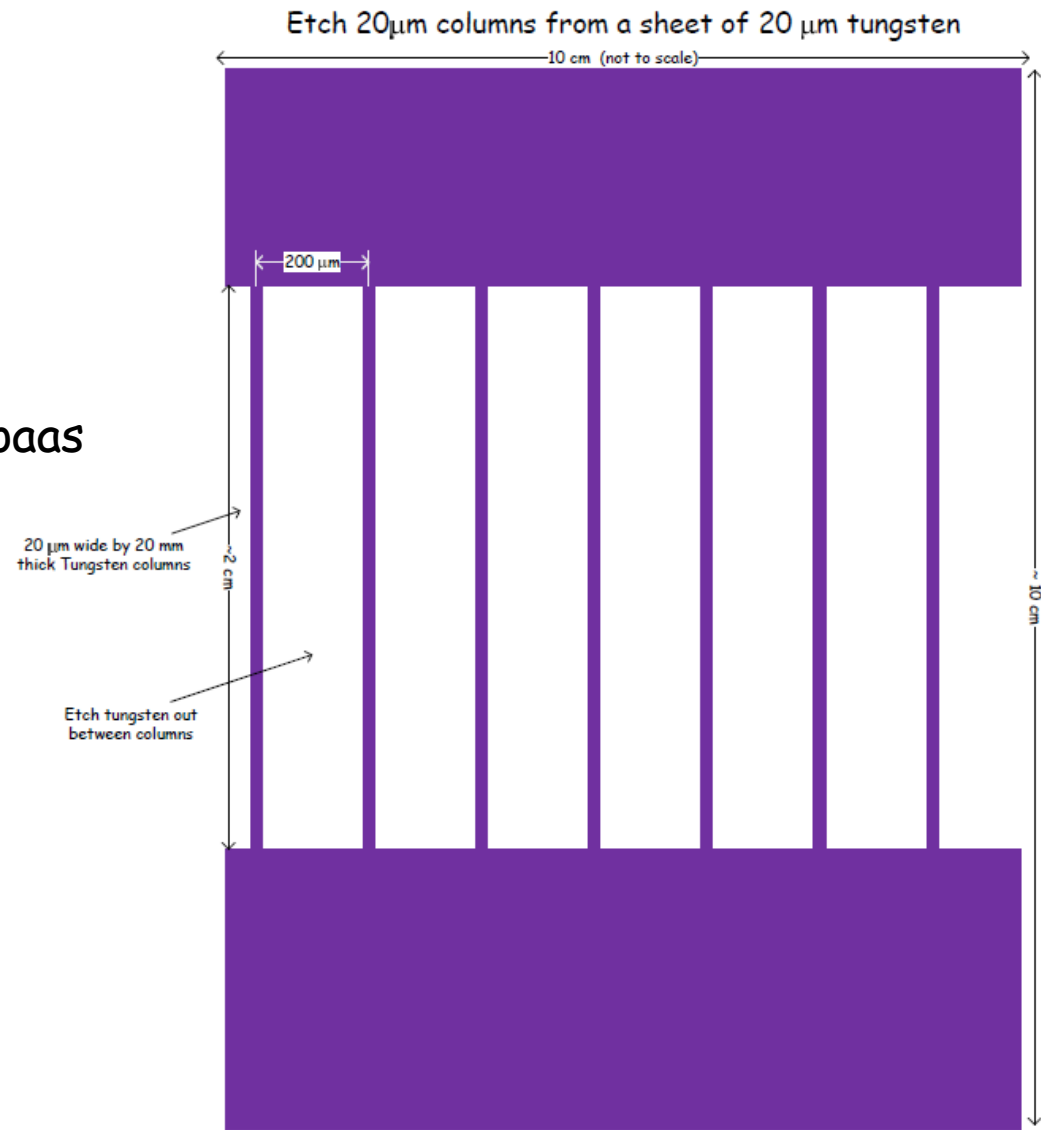 Etch 20μm columns from a sheet of 20 μm tungsten
10 cm (not to scale)
200 μm
20 μm wide by 20 mm
thick Tungsten columns
~2 cm
~ 10 cm
Etch tungsten out
between columns